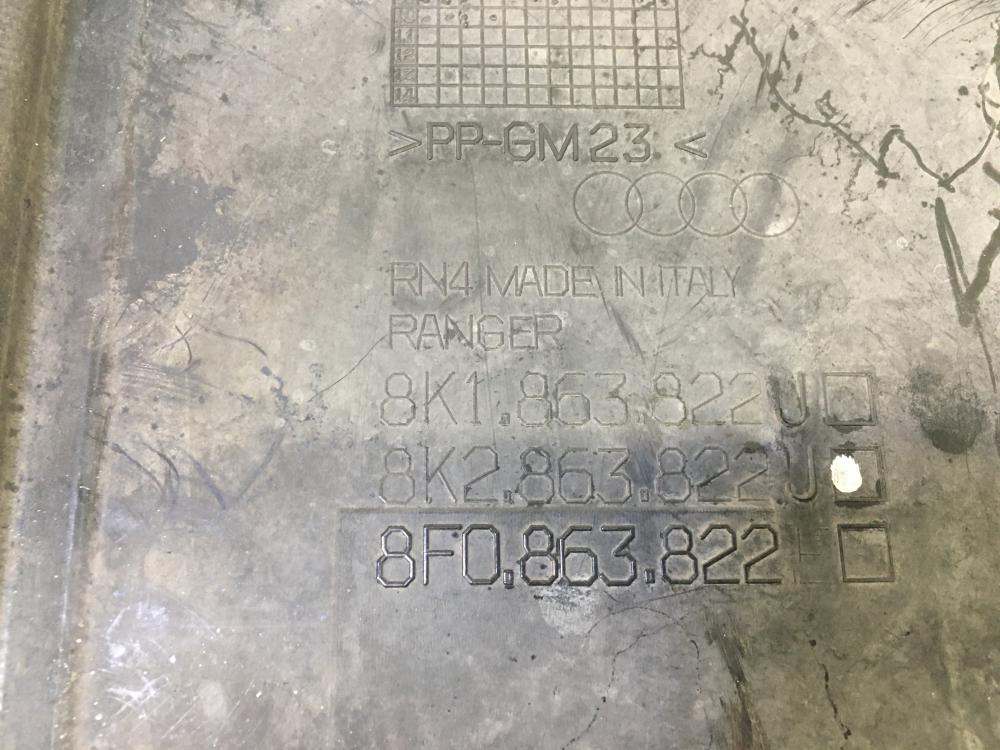 >PP-GM23 <
RN4 MADE IN ITALY
RANGER
8K1.863.822 U
8K2.863.822 U
8F0.863.822